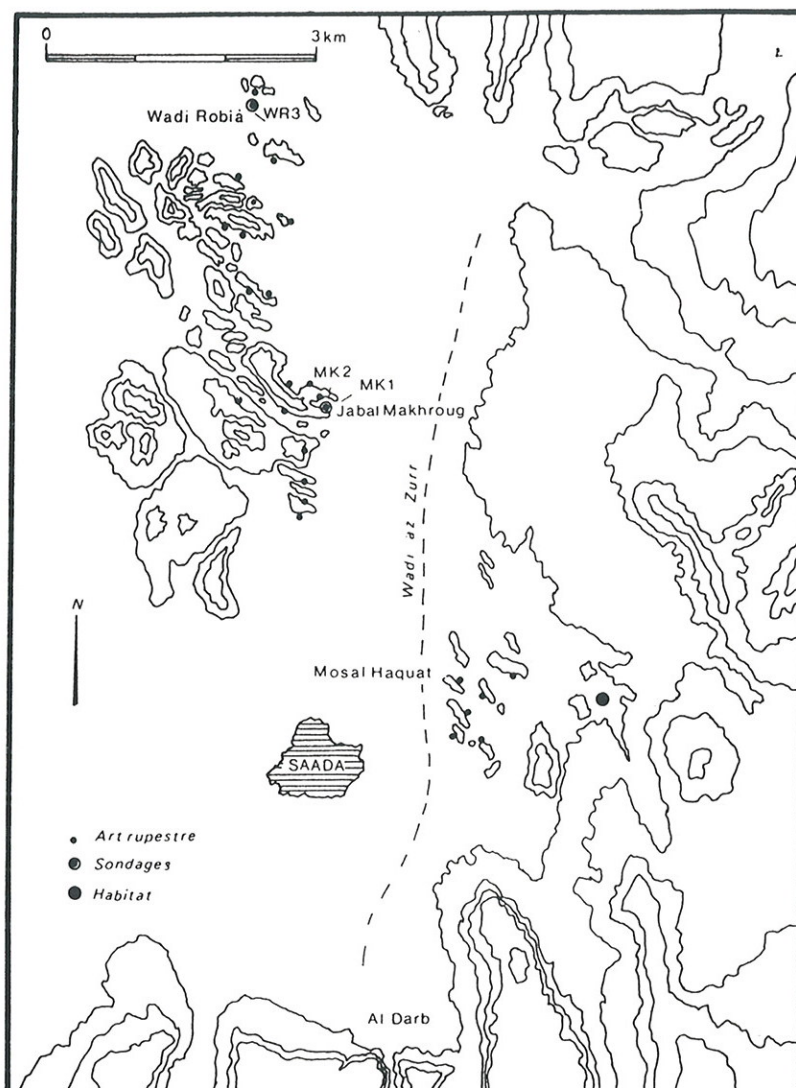 0 3 km
Wadi Robià WR3
MK2
MK1
Jabal Makhroug
Wadi az Zurr
N
Mosal Haquat
SAADA
Art rupestre
Sondages
Habitat
Al Darb